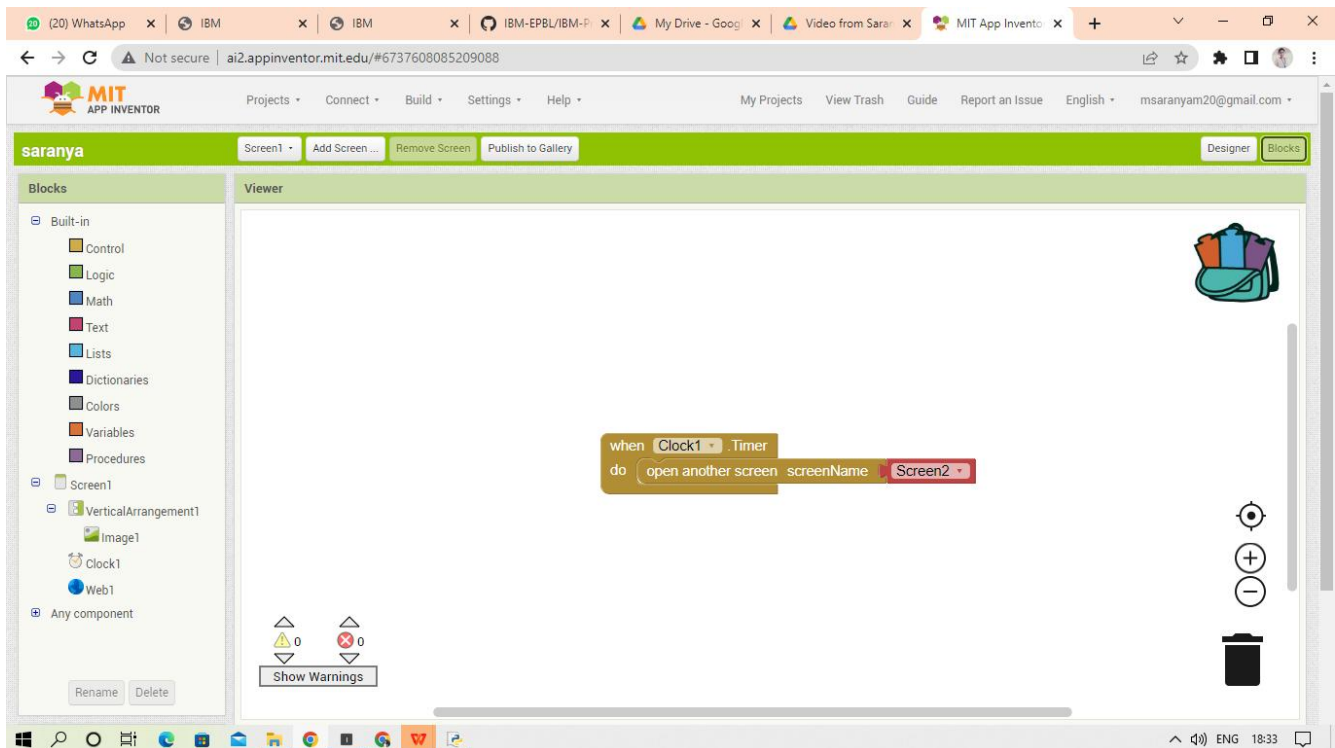 20 (20) WhatsApp IBM IBM IBM-EPBL/IBM-P My Drive - Goog Video from Saran MIT App Invento
Not secure ai2.appinventor.mit.edu/#6737608085209088
MIT
APP INVENTOR
Projects Connect Build Settings Help My Projects View Trash Guide Report an Issue English msaranyam20@gmail.com
saranya Screen1 Add Screen ... Remove Screen Publish to Gallery Designer Blocks
Blocks Viewer
Built-in
Control
Logic
Math
Text
Lists
Dictionaries
Colors
Variables
Procedures
Screen1
VerticalArrangement1
Image1
Clock1
Web1
Any component
Rename Delete
when Clock1 .Timer
do open another screen screenName Screen2
0 0
Show Warnings
ENG 18:33